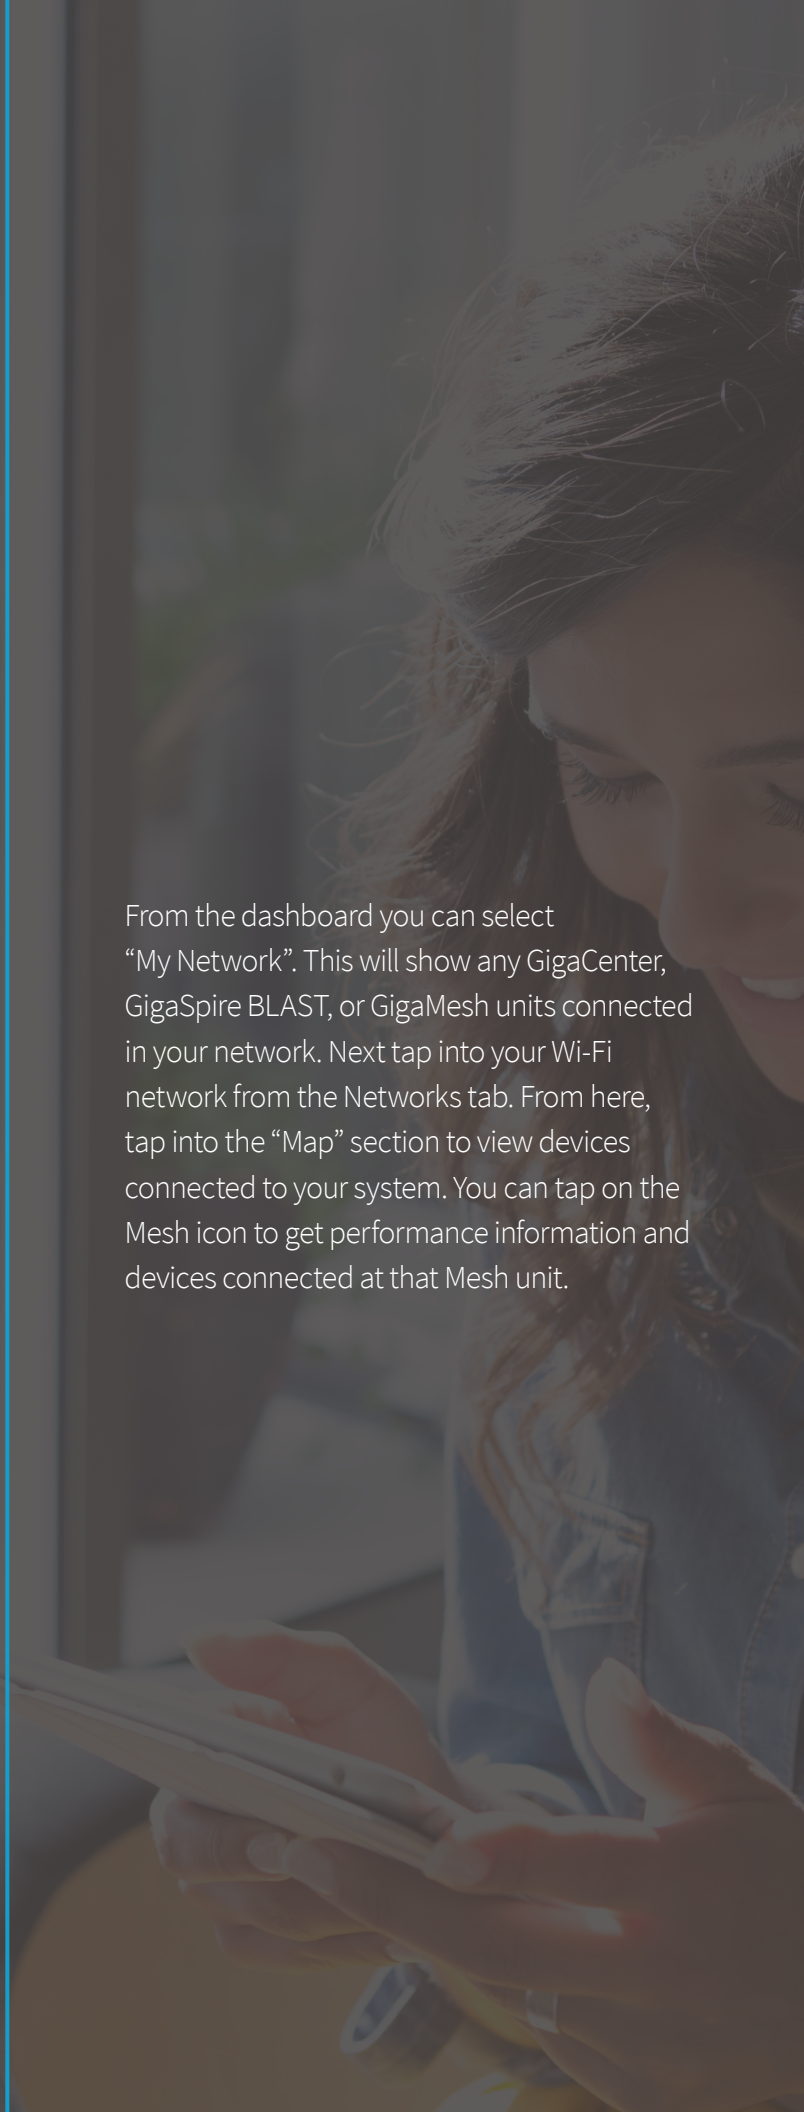 From the dashboard you can select
“My Network”. This will show any GigaCenter,
GigaSpire BLAST, or GigaMesh units connected
in your network. Next tap into your Wi-Fi
network from the Networks tab. From here,
tap into the “Map” section to view devices
connected to your system. You can tap on the
Mesh icon to get performance information and
devices connected at that Mesh unit.